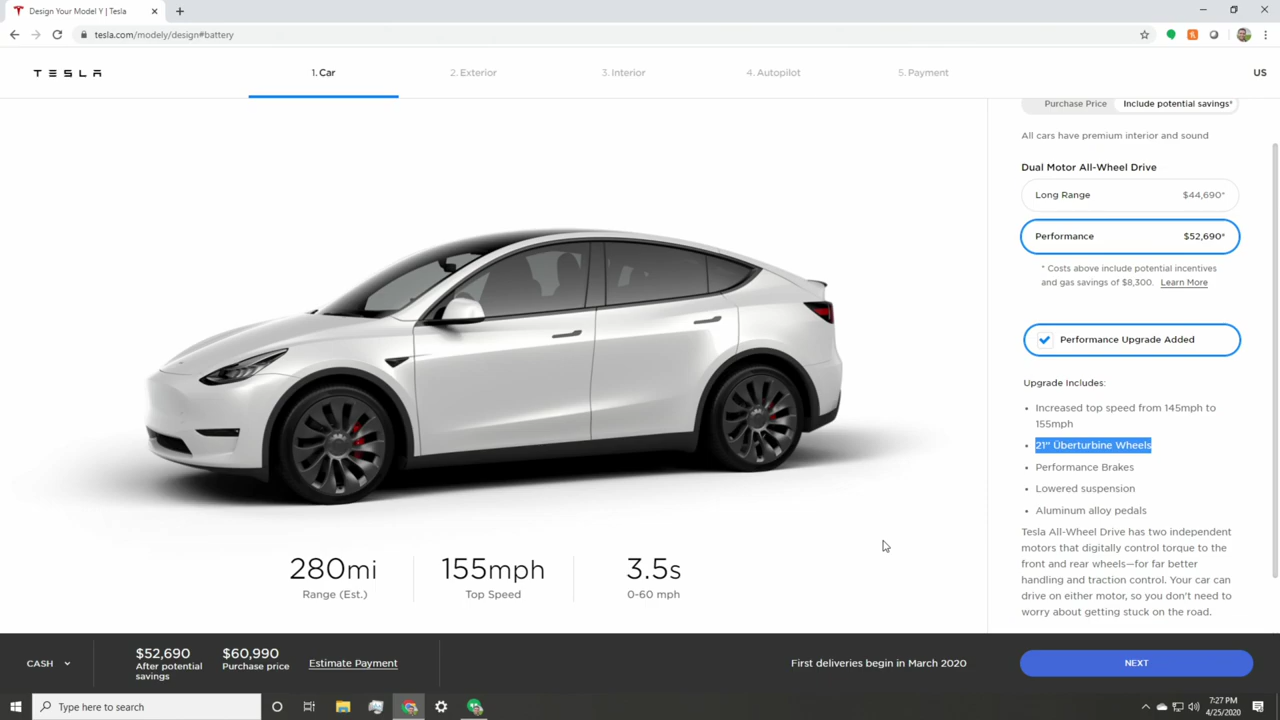 Design Your Model Y | Tesla
tesla.com/modely/design#battery
TESLA
1. Car
2. Exterior
3. Interior
4. Autopilot
5. Payment
US
Purchase Price
Include potential savings*
All cars have premium interior and sound
Dual Motor All-Wheel Drive
Long Range $44,690*
Performance $52,690*
* Costs above include potential incentives
and gas savings of $8,300. Learn More
Performance Upgrade Added
Upgrade Includes:
• Increased top speed from 145mph to
155mph
• 21" Überturbine Wheels
• Performance Brakes
• Lowered suspension
• Aluminum alloy pedals
Tesla All-Wheel Drive has two independent
motors that digitally control torque to the
front and rear wheels—for far better
handling and traction control. Your car can
drive on either motor, so you don't need to
worry about getting stuck on the road.
280mi
Range (Est.)
155mph
Top Speed
3.5s
0-60 mph
CASH
$52,690
After potential
savings
$60,990
Purchase price
Estimate Payment
First deliveries begin in March 2020
NEXT
Type here to search
7:27 PM
4/25/2020